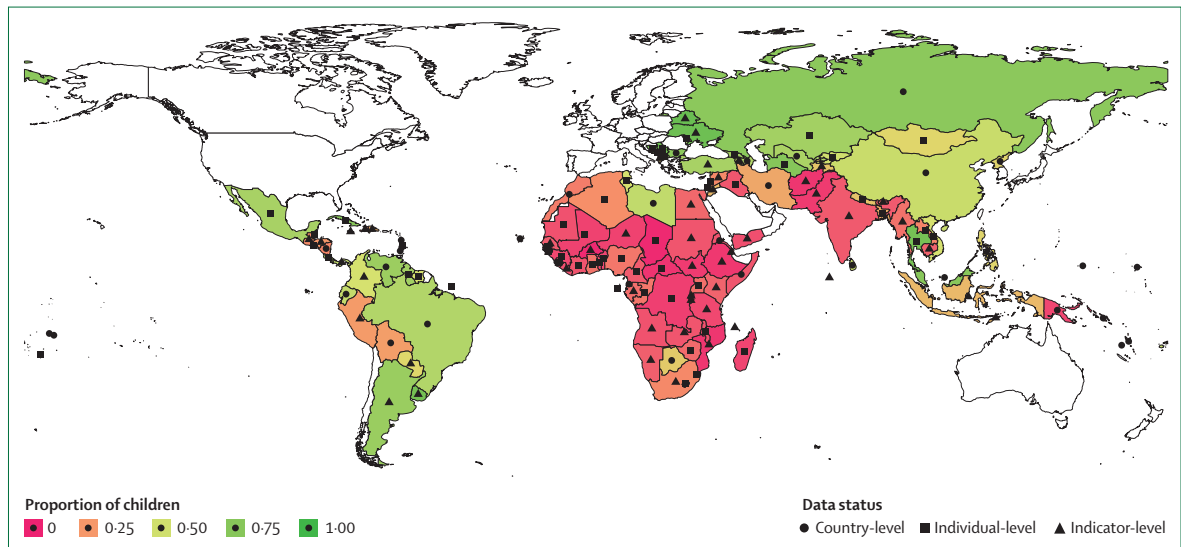 Proportion of children
0 0·25 0·50 0·75 1·00
Data status
Country-level Individual-level Indicator-level